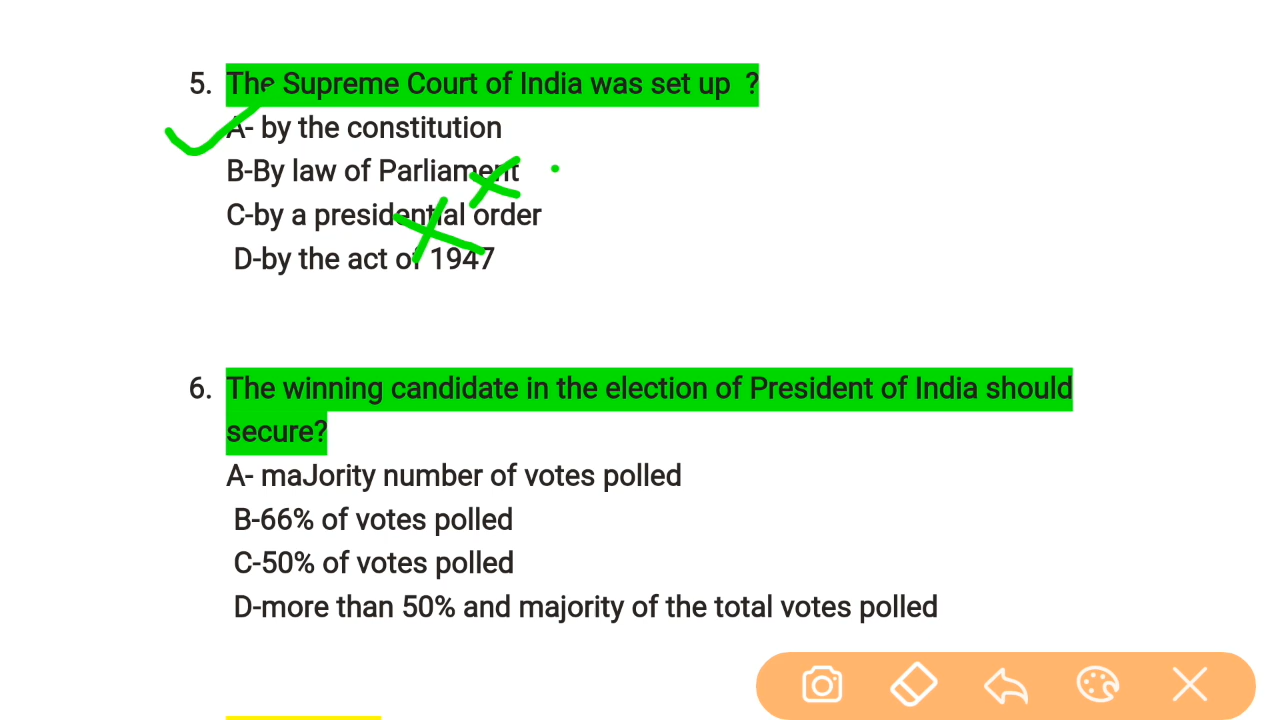 5. The Supreme Court of India was set up ?
A- by the constitution
B-By law of Parliament
C-by a presidential order
D-by the act of 1947
6. The winning candidate in the election of President of India should
secure?
A- maJority number of votes polled
B-66% of votes polled
C-50% of votes polled
D-more than 50% and majority of the total votes polled